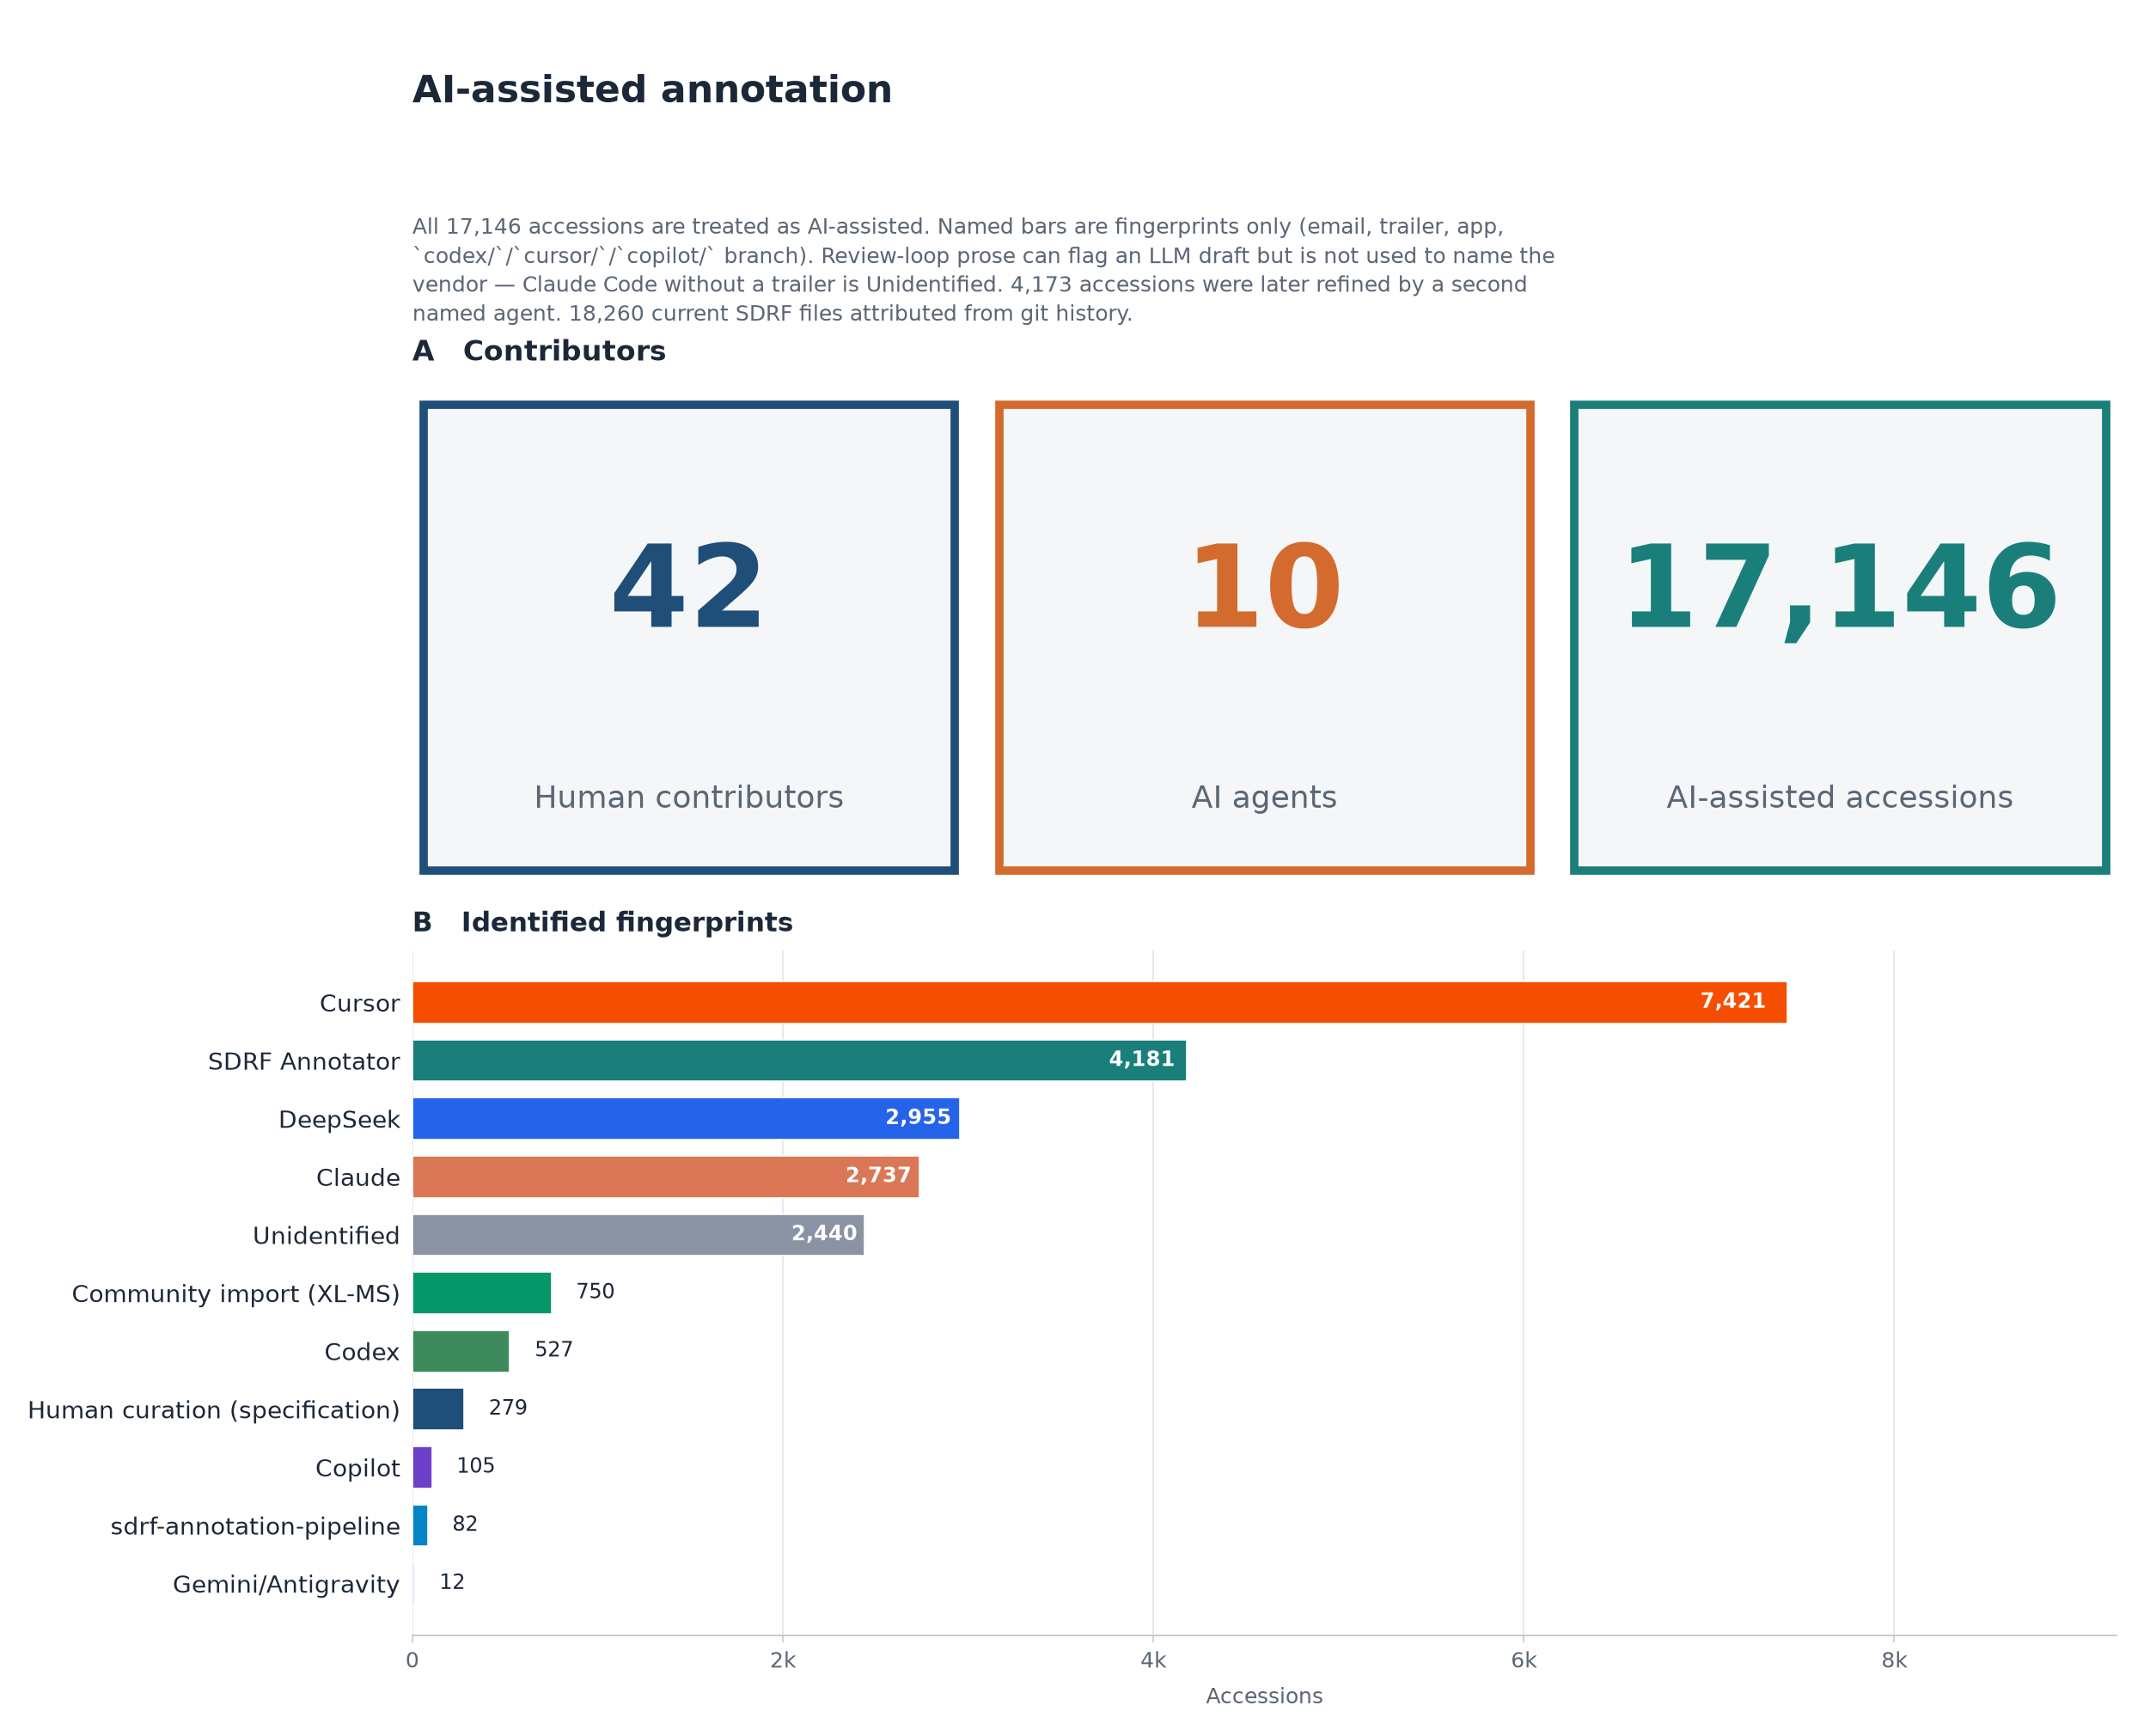 AI-assisted annotation
All 17,146 accessions are treated as AI-assisted. Named bars are fingerprints only (email, trailer, app,
`codex/`/`cursor/`/`copilot/` branch). Review-loop prose can flag an LLM draft but is not used to name the
vendor — Claude Code without a trailer is Unidentified. 4,173 accessions were later refined by a second
named agent. 18,260 current SDRF files attributed from git history.
A Contributors
42
Human contributors
10
AI agents
17,146
AI-assisted accessions
B Identified fingerprints
Cursor 7,421
SDRF Annotator 4,181
DeepSeek 2,955
Claude 2,737
Unidentified 2,440
Community import (XL-MS) 750
Codex 527
Human curation (specification) 279
Copilot 105
sdrf-annotation-pipeline 82
Gemini/Antigravity 12
0 2k 4k 6k 8k
Accessions